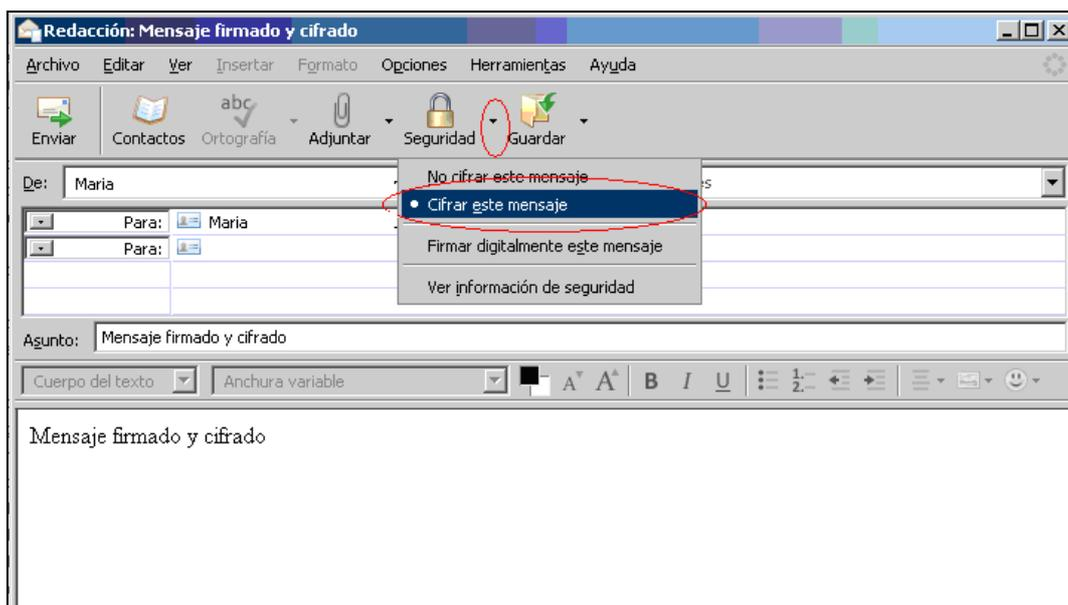 Redacción: Mensaje firmado y cifrado
Archivo Editar Ver Insertar Formato Opciones Herramientas Ayuda
Enviar Contactos Ortografía Adjuntar Seguridad Guardar
De: Maria
No cifrar este mensaje
Cifrar este mensaje
Para: Maria
Firmar digitalmente este mensaje
Para:
Ver información de seguridad
Asunto: Mensaje firmado y cifrado
Cuerpo del texto Anchura variable
Mensaje firmado y cifrado